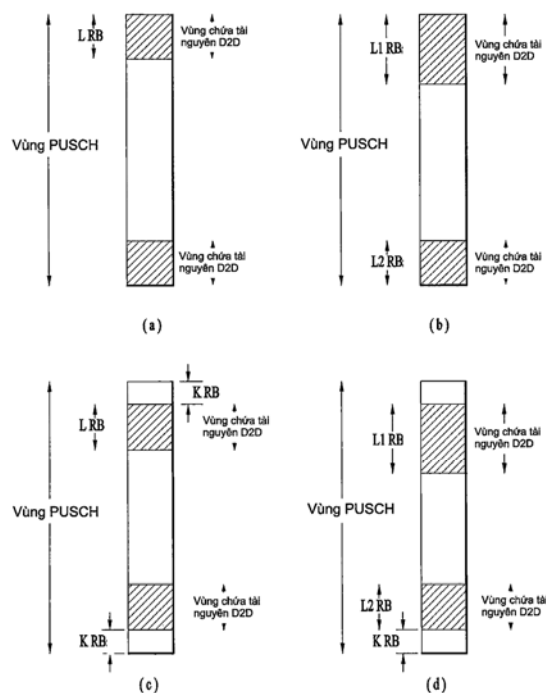 L RB
Vùng chứa tài
nguyên D2D
Vùng PUSCH
Vùng chứa tài
nguyên D2D
(a)
L1 RB:
Vùng chứa tài
nguyên D2D
Vùng PUSCH
L2 RB:
Vùng chứa tài
nguyên D2D
(b)
K RB
L RB
Vùng chứa tài
nguyên D2D
Vùng PUSCH
Vùng chứa tài
nguyên D2D
K RB:
(c)
L1 RB
Vùng chứa tài
nguyên D2D
Vùng PUSCH
L2 RB
Vùng chứa tài
nguyên D2D
K RB:
(d)